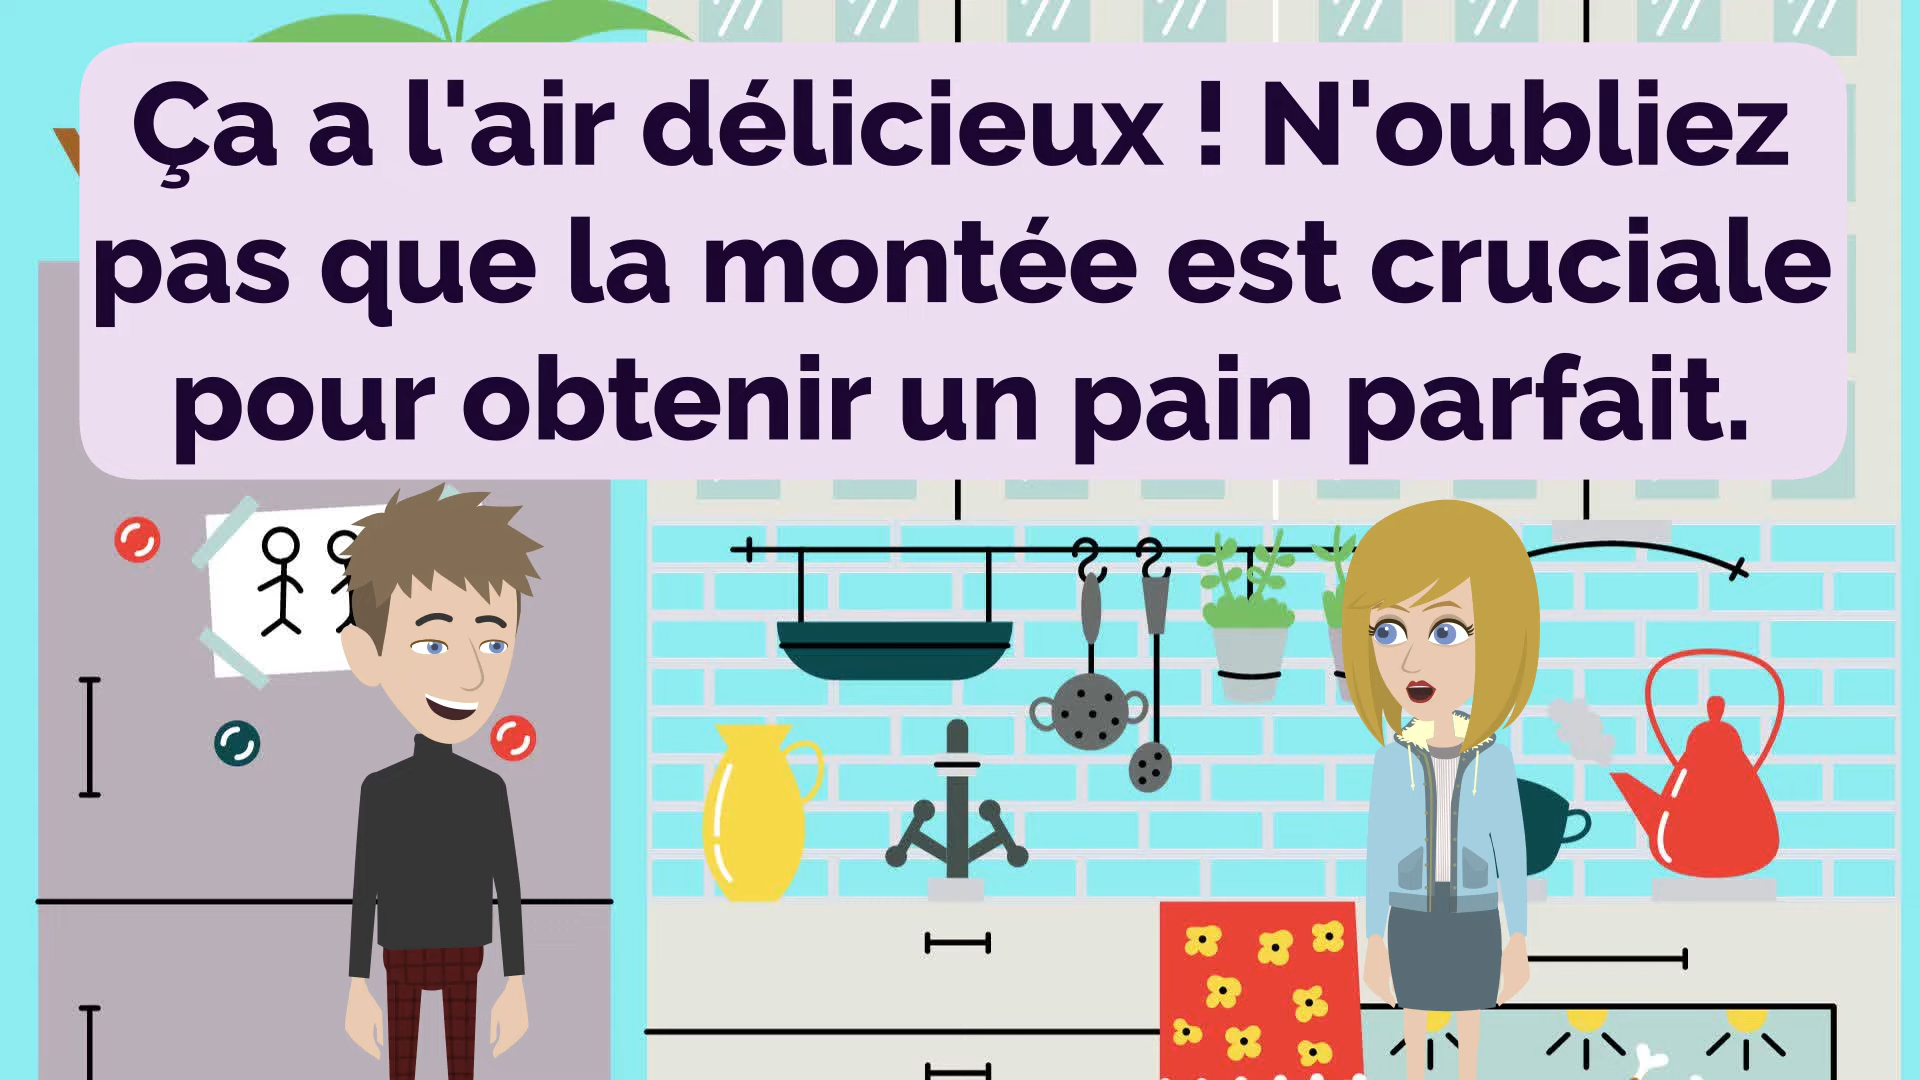 Ça a l'air délicieux ! N'oubliez
pas que la montée est cruciale
pour obtenir un pain parfait.